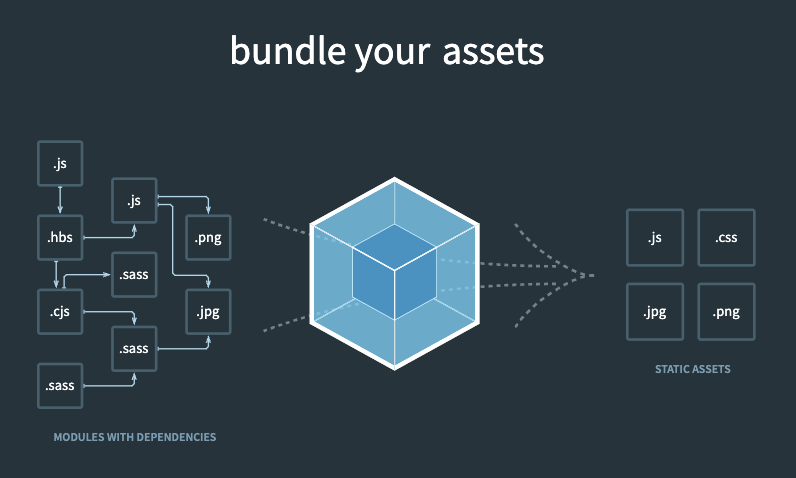 bundle your assets
.js
.js
.hbs
.png
.sass
.cjs
.jpg
.sass
.sass
MODULES WITH DEPENDENCIES
.js
.css
.jpg
.png
STATIC ASSETS